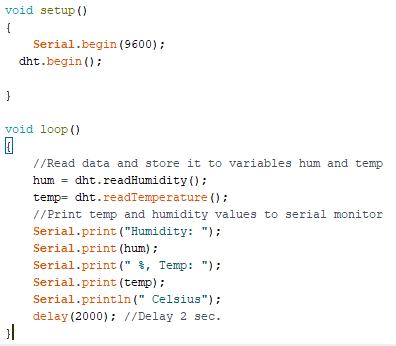 void setup()
{
    Serial.begin(9600);
  dht.begin();

}

void loop()
{
    //Read data and store it to variables hum and temp
    hum = dht.readHumidity();
    temp= dht.readTemperature();
    //Print temp and humidity values to serial monitor
    Serial.print("Humidity: ");
    Serial.print(hum);
    Serial.print(" %, Temp: ");
    Serial.print(temp);
    Serial.println(" Celsius");
    delay(2000); //Delay 2 sec.
}